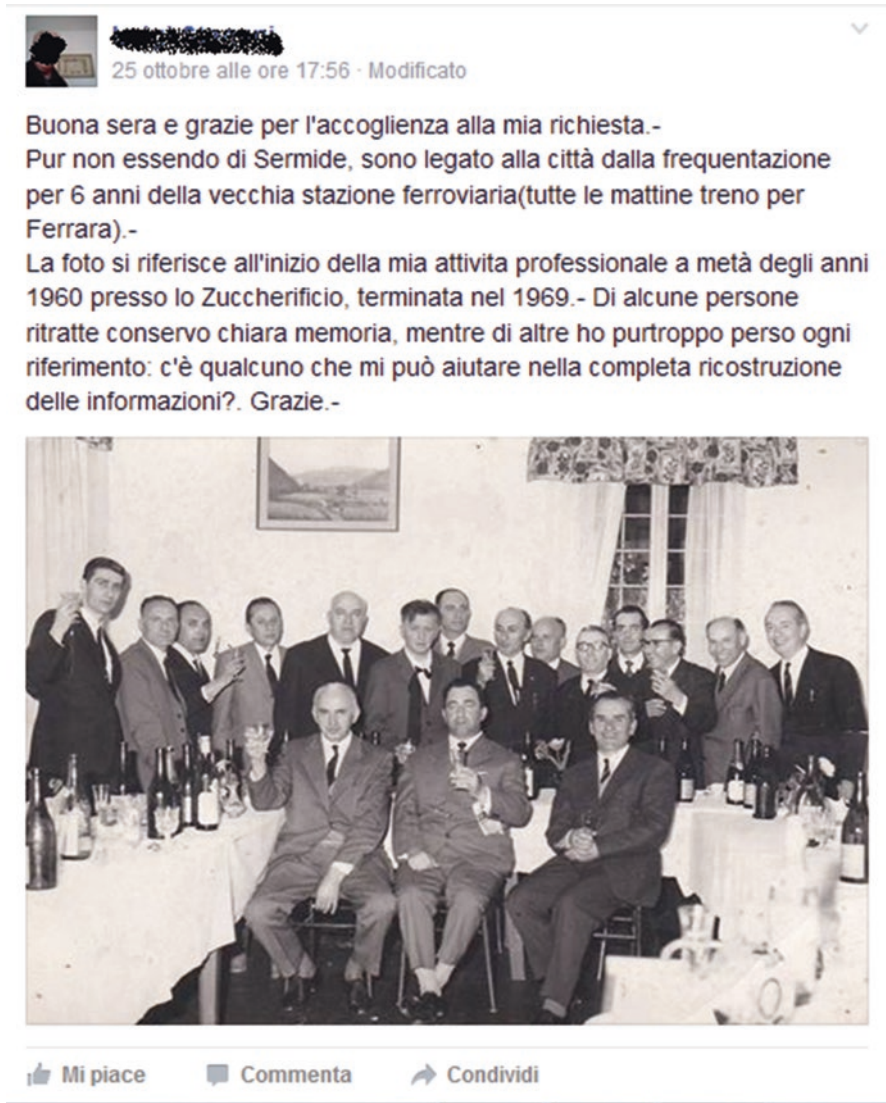 25 ottobre alle ore 17:56 · Modificato
Buona sera e grazie per l'accoglienza alla mia richiesta.-
Pur non essendo di Sermide, sono legato alla città dalla frequentazione
per 6 anni della vecchia stazione ferroviaria(tutte le mattine treno per
Ferrara).-
La foto si riferisce all'inizio della mia attivita professionale a metà degli anni
1960 presso lo Zuccherificio, terminata nel 1969.- Di alcune persone
ritratte conservo chiara memoria, mentre di altre ho purtroppo perso ogni
riferimento: c'è qualcuno che mi può aiutare nella completa ricostruzione
delle informazioni?. Grazie.-
Mi piace Commenta Condividi